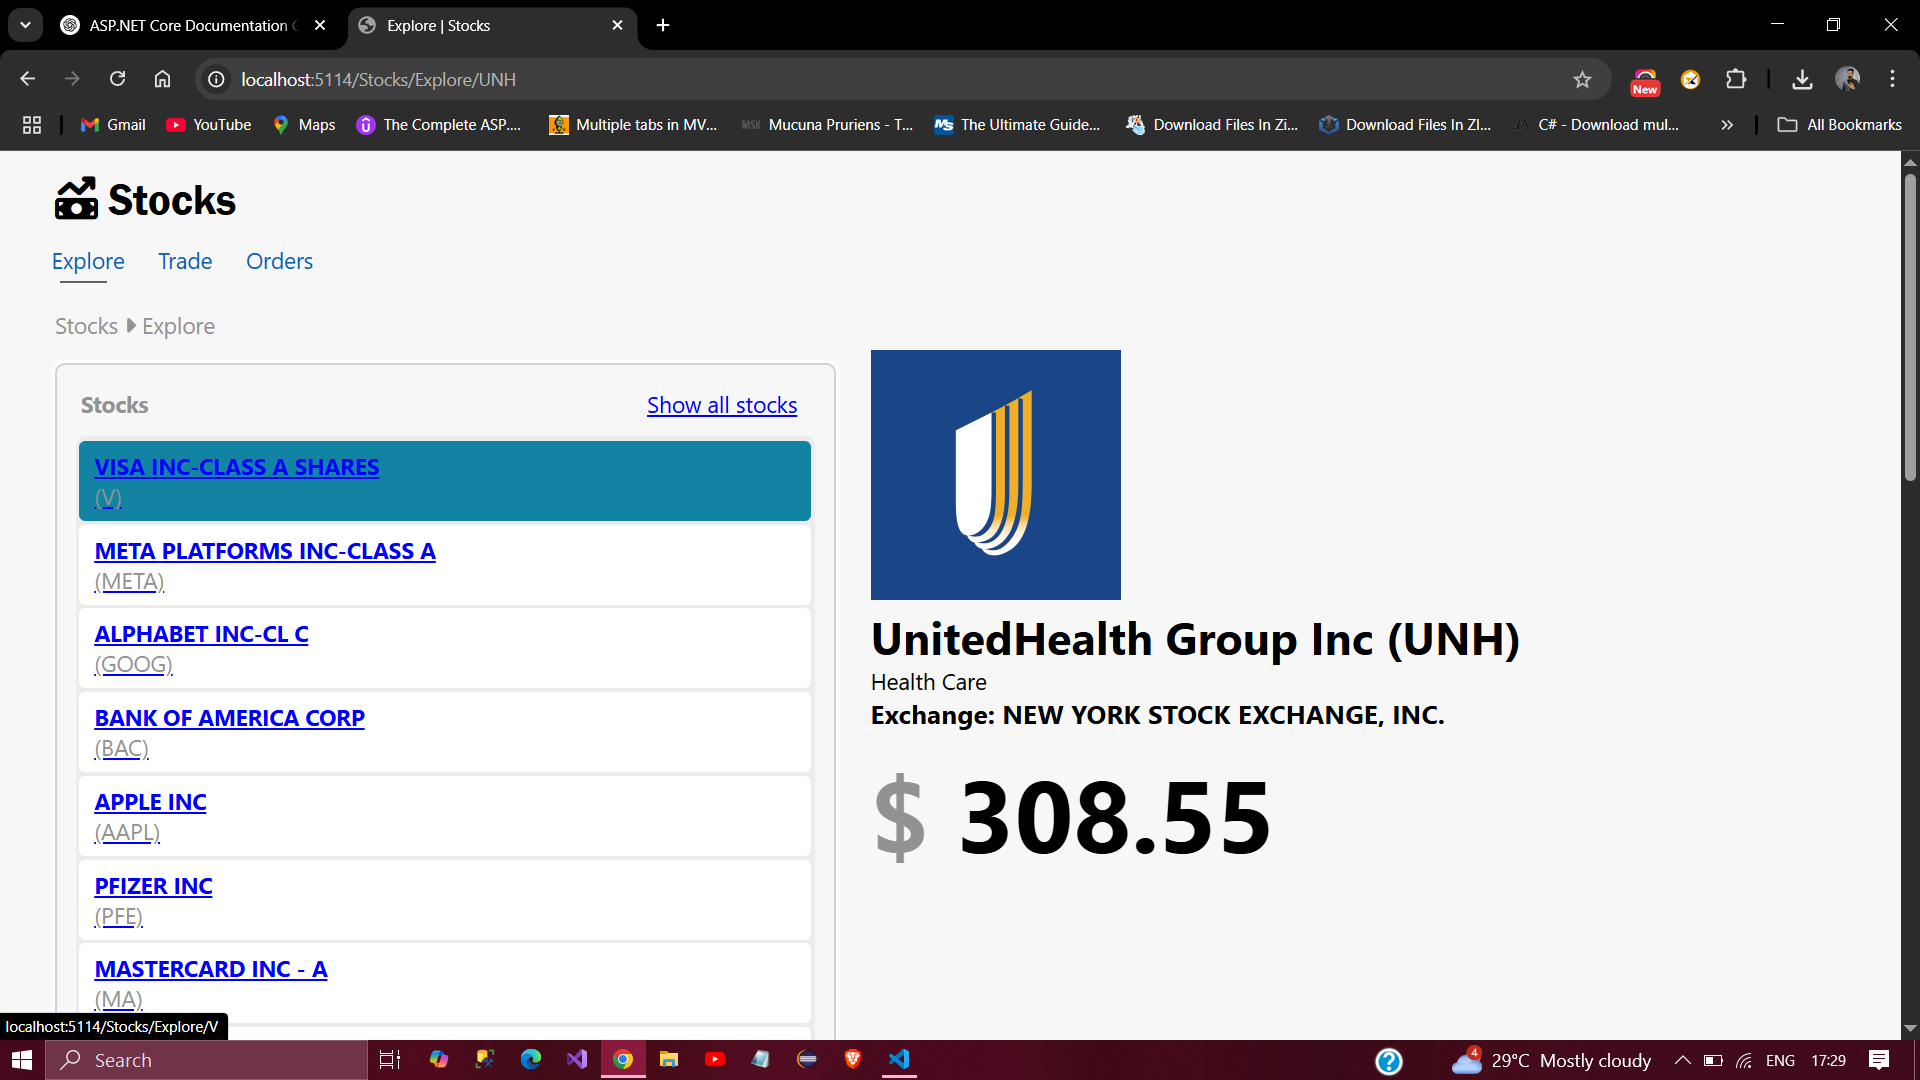 ASP.NET Core Documentation
Explore | Stocks
localhost:5114/Stocks/Explore/UNH
New
Gmail
YouTube
Maps
The Complete ASP....
Multiple tabs in MV...
Mucuna Pruriens - T...
The Ultimate Guide...
Download Files In Zi...
Download Files In ZI...
C# - Download mul...
All Bookmarks
Stocks
Explore Trade Orders
Stocks Explore
Stocks
Show all stocks
VISA INC-CLASS A SHARES
(V)
META PLATFORMS INC-CLASS A
(META)
ALPHABET INC-CL C
(GOOG)
BANK OF AMERICA CORP
(BAC)
APPLE INC
(AAPL)
PFIZER INC
(PFE)
MASTERCARD INC - A
(MA)
UnitedHealth Group Inc (UNH)
Health Care
Exchange: NEW YORK STOCK EXCHANGE, INC.
$ 308.55
localhost:5114/Stocks/Explore/V
Search
4
29°C Mostly cloudy
ENG
17:29